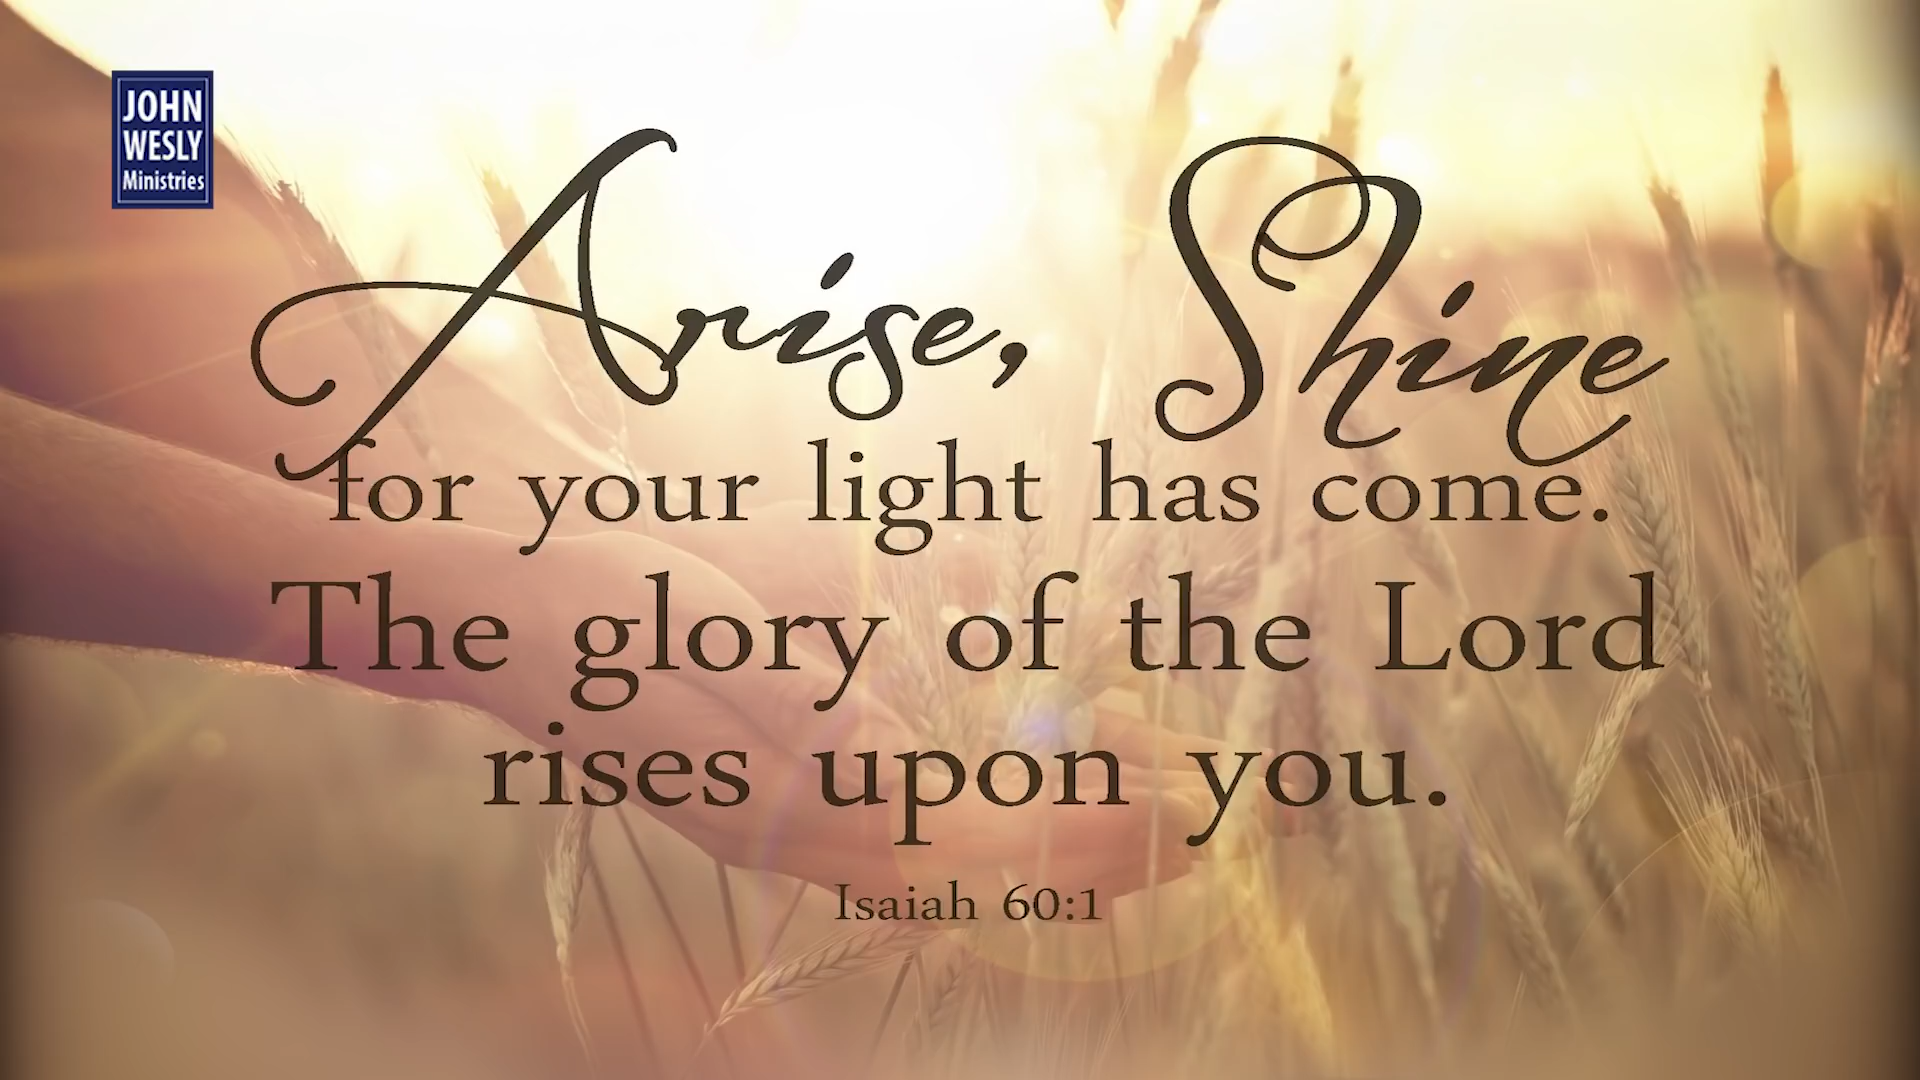 JOHN
WESLY
Ministries
Arise, Shine
for your light has come.
The glory of the Lord
rises upon you.
Isaiah 60:1